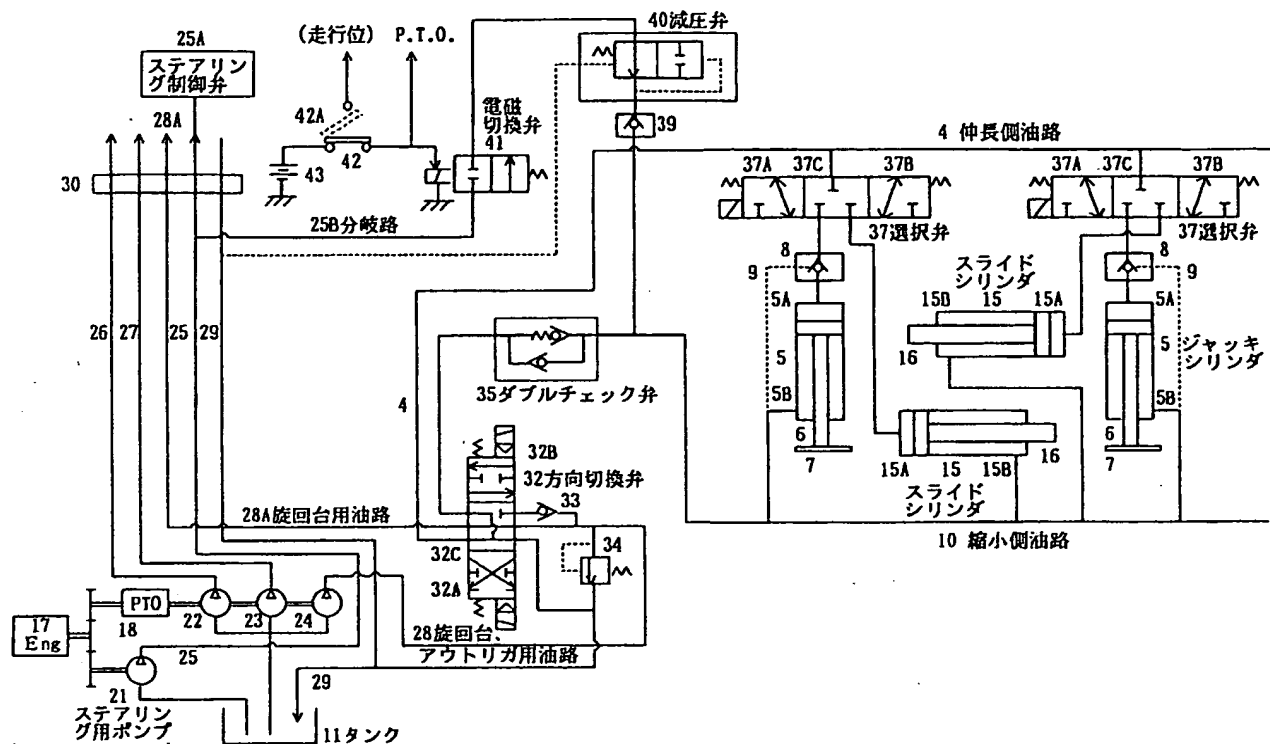 25A
ステアリン
グ制御弁
(走行位) P.T.O.
28A
42A
42
43
電磁
切換弁
41
40減圧弁
39
30
25B分岐路
4 伸長側油路
37A 37C 37B
37選択弁
8
9
5A
5
5B
6
7
37A 37C 37B
37選択弁
8
9
5A
5
ジャッキ
シリンダ
5B
6
7
スライド
シリンダ
15B 15 15A
16
15A 15 15B
16
スライド
シリンダ
26
27
25
29
4
35ダブルチェック弁
32B
32方向切換弁
33
28A旋回台用油路
34
32C
32A
10 縮小側油路
17
Eng
PTO
18
22
23
24
28旋回台、
アウトリガ用油路
25
21
29
ステアリン
グ用ポンプ
11タンク